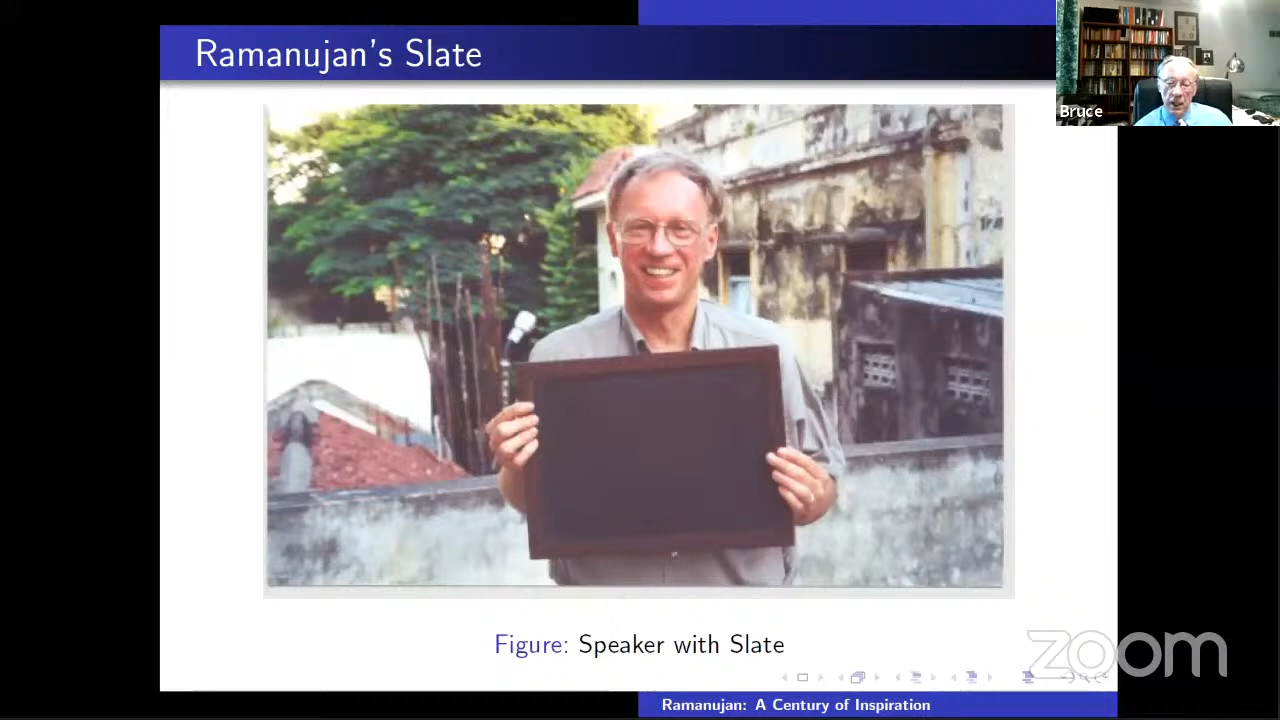 Ramanujan's Slate
Bruce
Figure: Speaker with Slate
zoom
Ramanujan: A Century of Inspiration